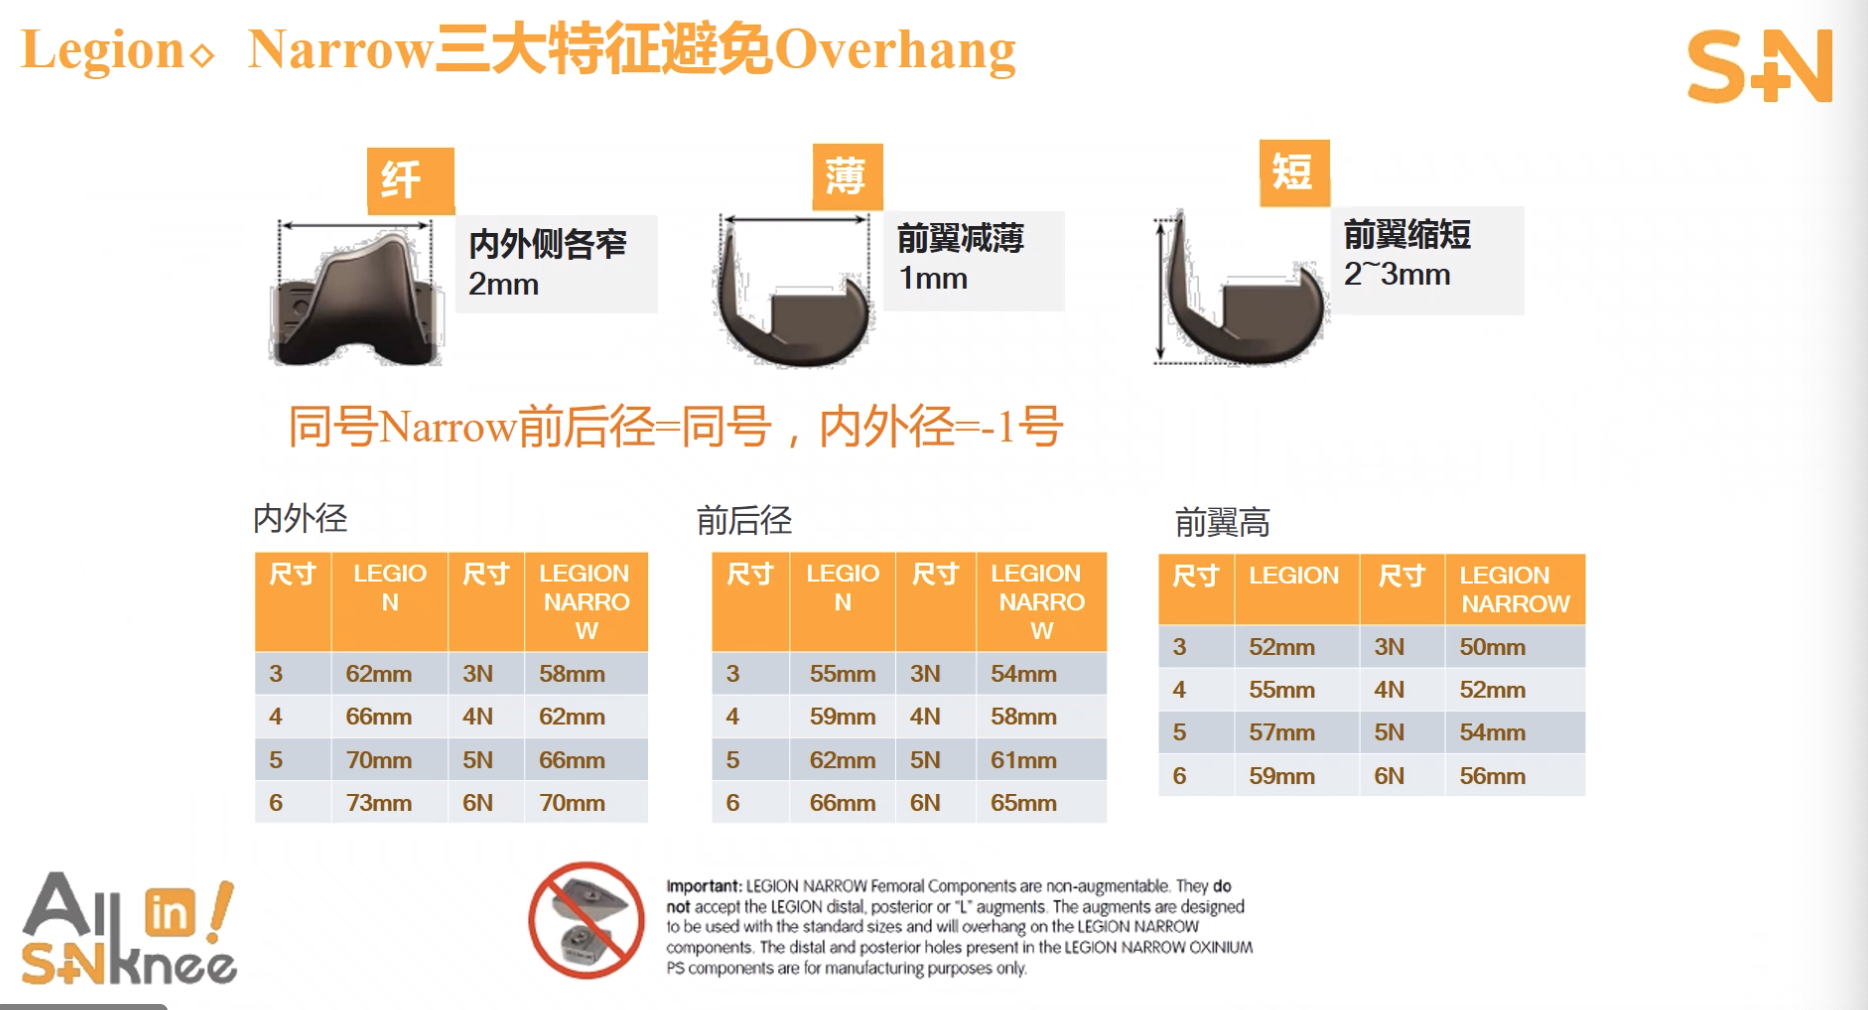 Legion◇ Narrow三大特征避免Overhang
S+N
纤
内外侧各窄
2mm
薄
前翼减薄
1mm
短
前翼缩短
2~3mm
同号Narrow前后径=同号，内外径=-1号
内外径
尺寸 LEGIO
N 尺寸 LEGION
NARRO
W
3 62mm 3N 58mm
4 66mm 4N 62mm
5 70mm 5N 66mm
6 73mm 6N 70mm
前后径
尺寸 LEGIO
N 尺寸 LEGION
NARRO
W
3 55mm 3N 54mm
4 59mm 4N 58mm
5 62mm 5N 61mm
6 66mm 6N 65mm
前翼高
尺寸 LEGION 尺寸 LEGION
NARROW
3 52mm 3N 50mm
4 55mm 4N 52mm
5 57mm 5N 54mm
6 59mm 6N 56mm
All in!
S+N knee
Important: LEGION NARROW Femoral Components are non-augmentable. They do
not accept the LEGION distal, posterior or "L" augments. The augments are designed
to be used with the standard sizes and will overhang on the LEGION NARROW
components. The distal and posterior holes present in the LEGION NARROW OXINIUM
PS components are for manufacturing purposes only.